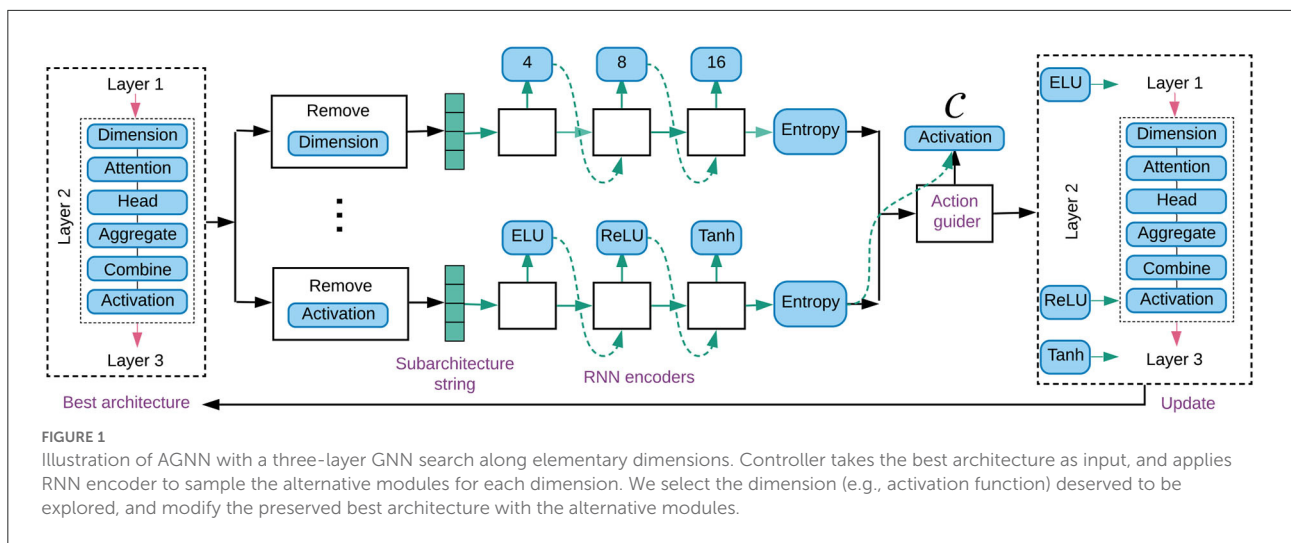 Layer 1
Layer 2
Dimension
Attention
Head
Aggregate
Combine
Activation
Layer 3
Best architecture
Remove
Dimension
Remove
Activation
Subarchitecture
string
4
8
16
Entropy
ELU
ReLU
Tanh
Entropy
RNN encoders
C
Activation
Action
guider
ELU
Layer 1
Layer 2
Dimension
Attention
Head
Aggregate
Combine
Activation
ReLU
Tanh
Layer 3
Update
FIGURE 1
Illustration of AGNN with a three-layer GNN search along elementary dimensions. Controller takes the best architecture as input, and applies
RNN encoder to sample the alternative modules for each dimension. We select the dimension (e.g., activation function) deserved to be
explored, and modify the preserved best architecture with the alternative modules.